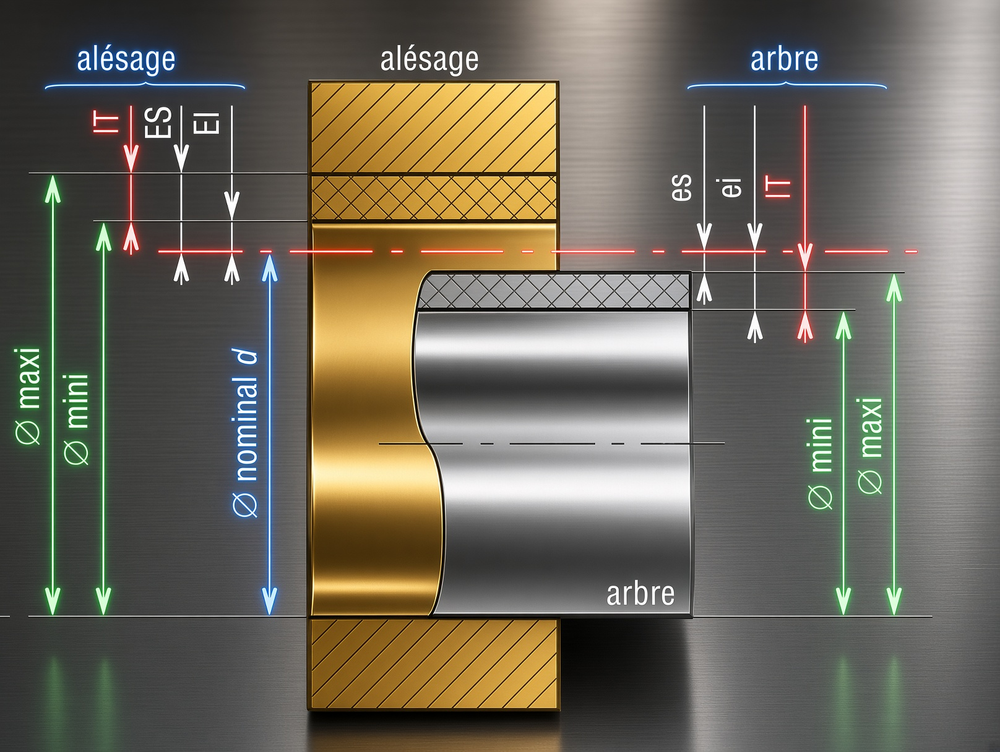 alésage
alésage
arbre
IT
ES
EI
es
ei
IT
Ø maxi
Ø mini
Ø nominal d
Ø mini
Ø maxi
arbre